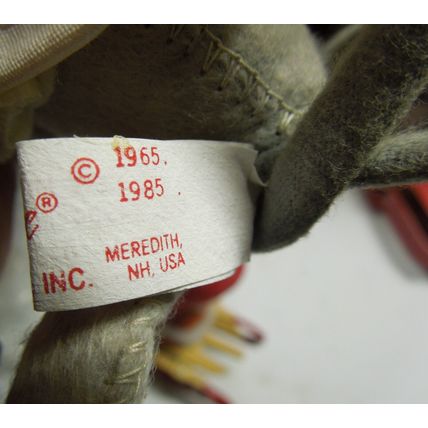 © 1965.
1985.
®
MEREDITH,
INC. NH, USA